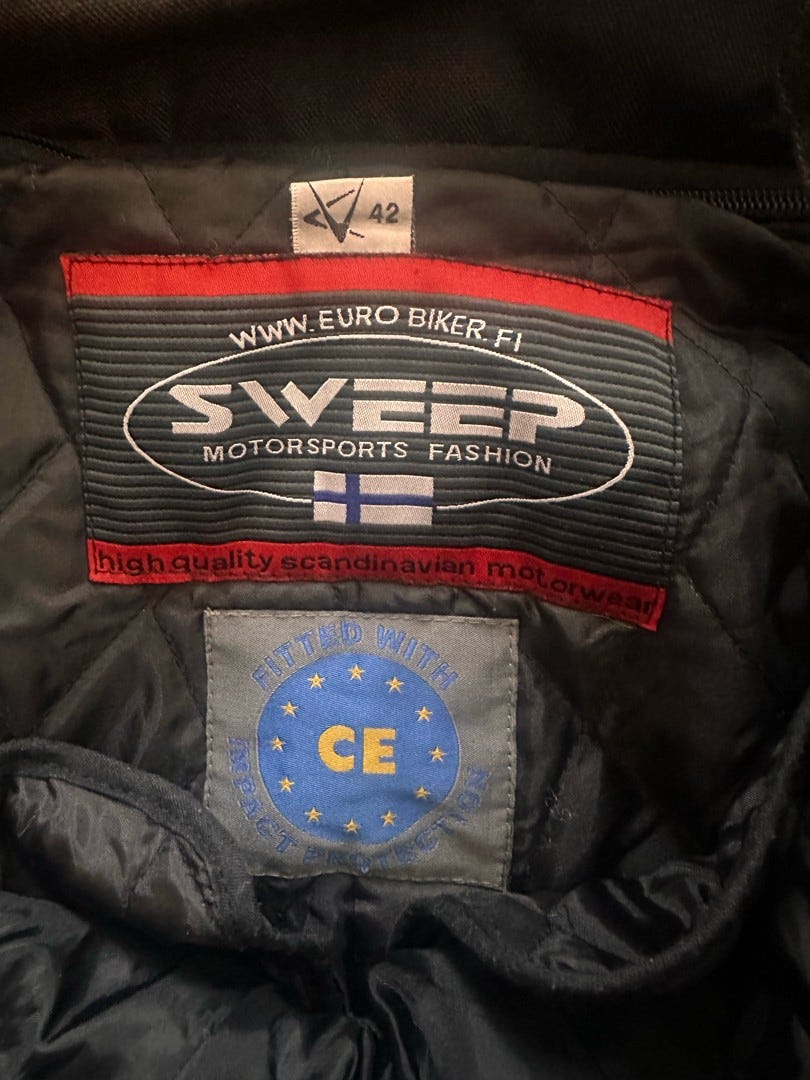 42
WWW.EURO BIKER.FI
SWEEP
MOTORSPORTS FASHION
high quality scandinavian motorwear
FITTED WITH
CE
IMPACT PROTECTION